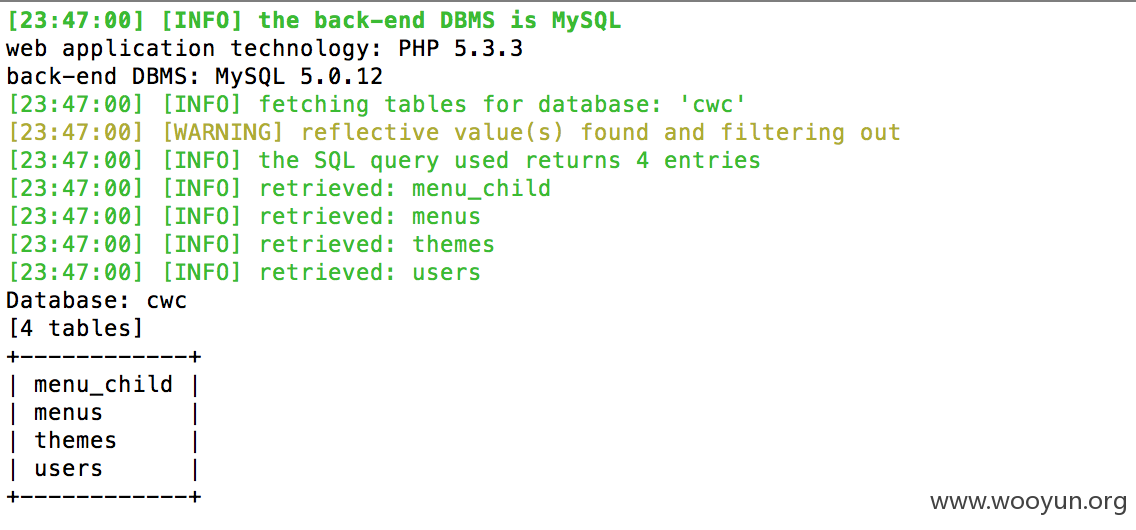 [23:47:00] [INFO] the back-end DBMS is MySQL
web application technology: PHP 5.3.3
back-end DBMS: MySQL 5.0.12
[23:47:00] [INFO] fetching tables for database: 'cwc'
[23:47:00] [WARNING] reflective value(s) found and filtering out
[23:47:00] [INFO] the SQL query used returns 4 entries
[23:47:00] [INFO] retrieved: menu_child
[23:47:00] [INFO] retrieved: menus
[23:47:00] [INFO] retrieved: themes
[23:47:00] [INFO] retrieved: users
Database: cwc
[4 tables]
+------------+
| menu_child |
| menus      |
| themes     |
| users      |
+------------+
www.wooyun.org